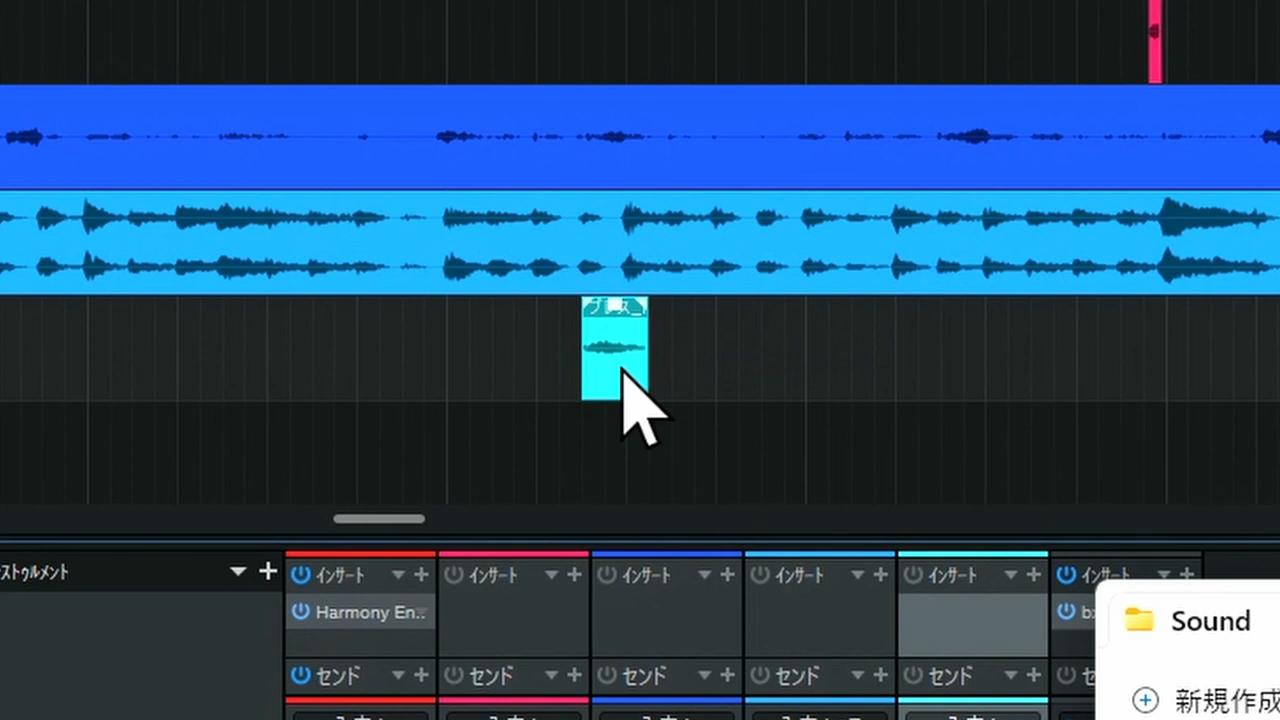 ストゥルメント
インサート インサート インサート インサート インサート インサート
Harmony En..
センド センド センド センド センド
Sound
新規作成